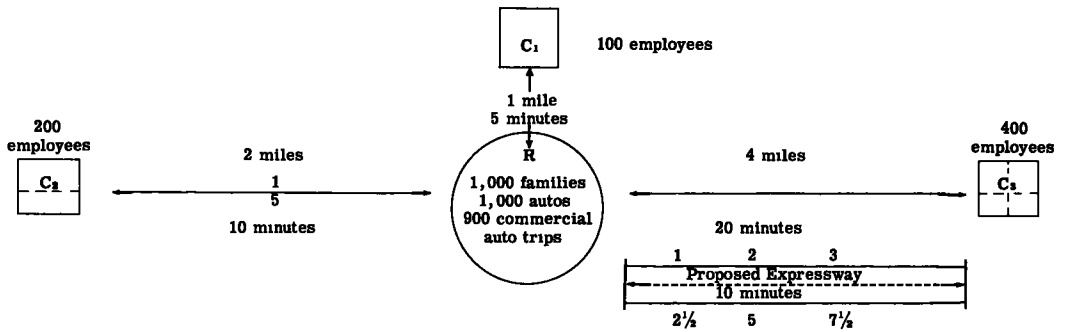 C₁
100 employees
1 mile
5 minutes
200
employees
C₂
2 miles
1
5
10 minutes
R
1,000 families
1,000 autos
900 commercial
auto trips
4 miles
20 minutes
400
employees
C₃
1 2 3
Proposed Expressway
10 minutes
2½ 5 7½